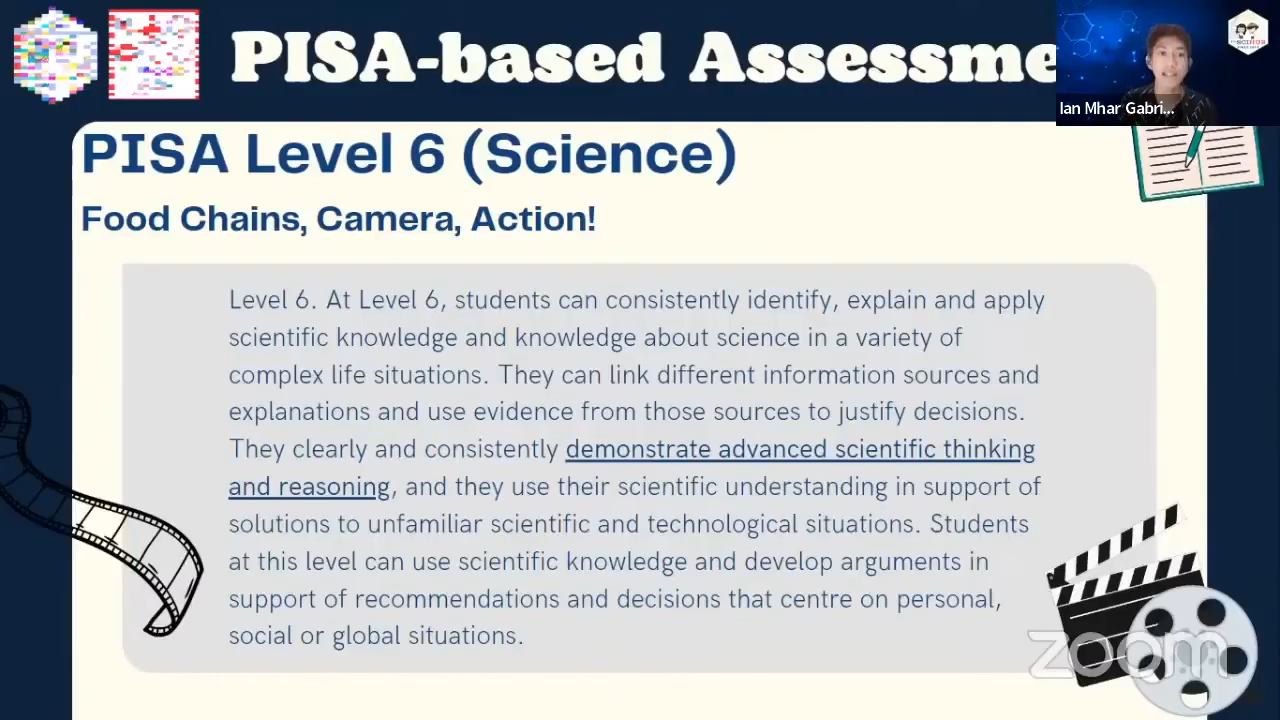 PISA-based Assessme
Ian Mhar Gabri...
PISA Level 6 (Science)
Food Chains, Camera, Action!
Level 6. At Level 6, students can consistently identify, explain and apply
scientific knowledge and knowledge about science in a variety of
complex life situations. They can link different information sources and
explanations and use evidence from those sources to justify decisions.
They clearly and consistently demonstrate advanced scientific thinking
and reasoning, and they use their scientific understanding in support of
solutions to unfamiliar scientific and technological situations. Students
at this level can use scientific knowledge and develop arguments in
support of recommendations and decisions that centre on personal,
social or global situations.
zoom